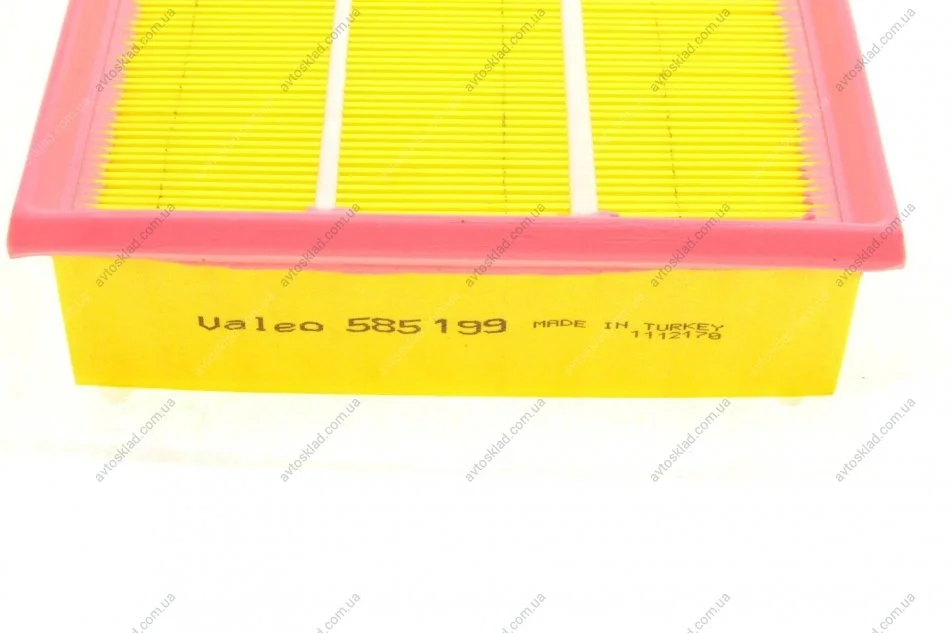 Valeo 585199 MADE IN TURKEY
1112170
avtosklad.com.ua